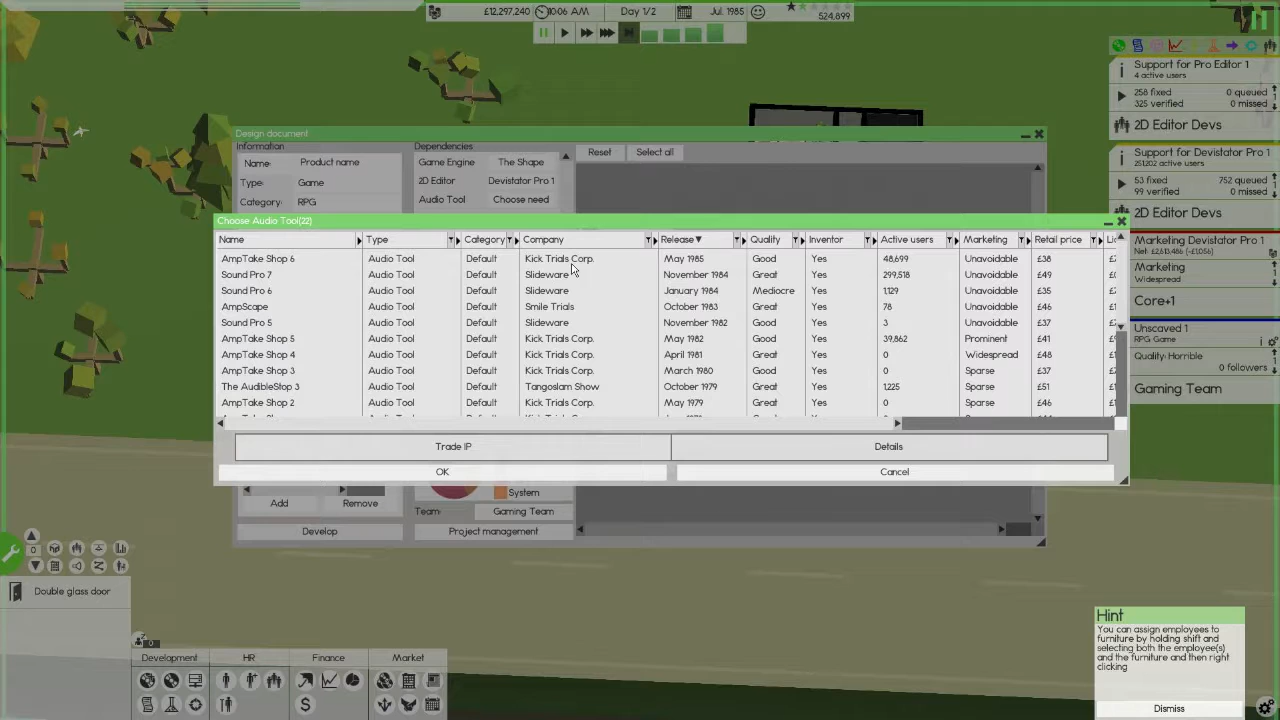 £12,297,240
10:06 AM
Day 1/2
Jul. 1985
524,899
Support for Pro Editor 1
4 active users
258 fixed 0 queued
325 verified 0 missed
2D Editor Devs
Support for Devistator Pro 1
251,202 active users
53 fixed 752 queued
99 verified 0 missed
2D Editor Devs
Marketing Devistator Pro 1
Marketing
Widespread
Core+1
Unscaved 1
RPG Game
Quality: Horrible
0 followers
Gaming Team
Design document
Information
Name: Product name
Type: Game
Category: RPG
Dependencies
Game Engine The Shape
2D Editor Devistator Pro 1
Audio Tool Choose need
Reset Select all
Choose Audio Tool(22)
Name Type Category Company Release▼ Quality Inventor Active users Marketing Retail price
AmpTake Shop 6 Audio Tool Default Kick Trials Corp. May 1985 Good Yes 48,699 Unavoidable £38
Sound Pro 7 Audio Tool Default Slideware November 1984 Great Yes 299,518 Unavoidable £49
Sound Pro 6 Audio Tool Default Slideware January 1984 Mediocre Yes 1,129 Unavoidable £35
AmpScape Audio Tool Default Smile Trials October 1983 Great Yes 78 Unavoidable £46
Sound Pro 5 Audio Tool Default Slideware November 1982 Good Yes 3 Unavoidable £37
AmpTake Shop 5 Audio Tool Default Kick Trials Corp. May 1982 Good Yes 39,862 Prominent £41
AmpTake Shop 4 Audio Tool Default Kick Trials Corp. April 1981 Great Yes 0 Widespread £48
AmpTake Shop 3 Audio Tool Default Kick Trials Corp. March 1980 Good Yes 0 Sparse £37
The AudibleStop 3 Audio Tool Default Tangoslam Show October 1979 Great Yes 1,225 Sparse £51
AmpTake Shop 2 Audio Tool Default Kick Trials Corp. May 1979 Great Yes 0 Sparse £46
Trade IP Details
OK Cancel
Add Remove
System
Team: Gaming Team
Develop Project management
0
Double glass door
Development HR Finance Market
Hint
You can assign employees to
furniture by holding shift and
selecting both the employee(s)
and the furniture and then right
clicking
Dismiss